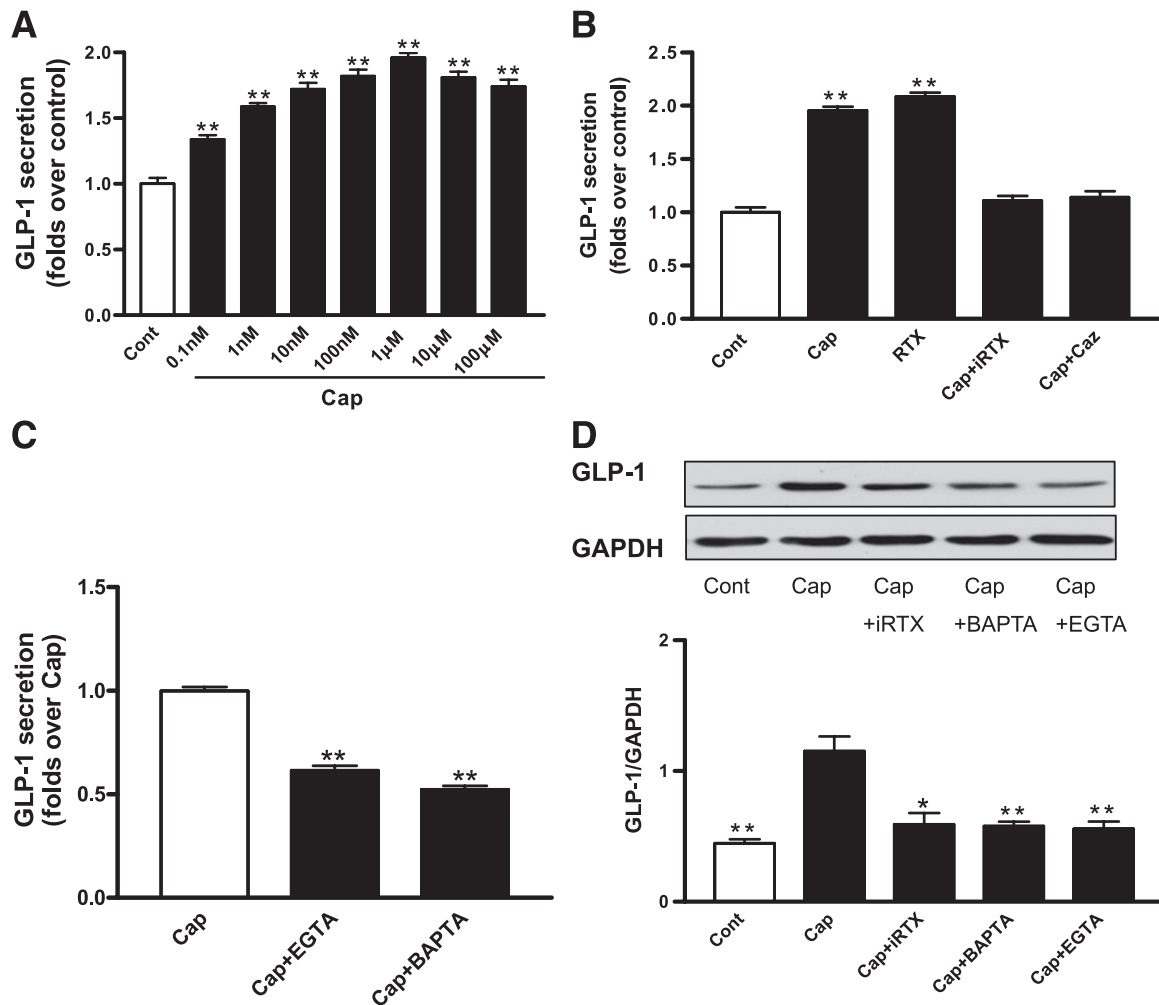 A
GLP-1 secretion
(folds over control)
2.0
1.5
1.0
0.5
0.0
**
**
**
**
**
**
**
Cont
0.1nM
1nM
10nM
100nM
1μM
10μM
100μM
Cap
B
GLP-1 secretion
(folds over control)
2.5
2.0
1.5
1.0
0.5
0.0
**
**
Cont
Cap
RTX
Cap+iRTX
Cap+Caz
C
GLP-1 secretion
(folds over Cap)
1.5
1.0
0.5
0.0
**
**
Cap
Cap+EGTA
Cap+BAPTA
D
GLP-1
GAPDH
Cont Cap Cap Cap Cap
+iRTX +BAPTA +EGTA
GLP-1/GAPDH
2
1
0
**
*
**
**
Cont
Cap
Cap+iRTX
Cap+BAPTA
Cap+EGTA